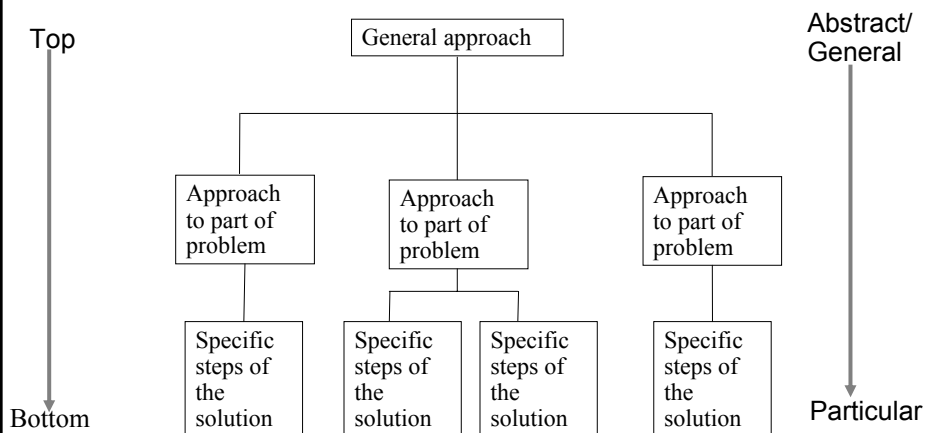 Top
General approach
Abstract/
General
Approach
to part of
problem
Approach
to part of
problem
Approach
to part of
problem
Specific
steps of
the
solution
Specific
steps of
the
solution
Specific
steps of
the
solution
Specific
steps of
the
solution
Bottom
Particular